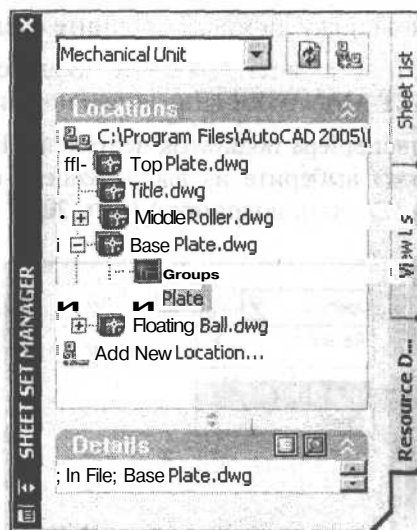 Mechanical Unit
Locations
C:\Program Files\AutoCAD 2005\
ffl- Top Plate.dwg
Title.dwg
• MiddleRoller.dwg
i Base Plate.dwg
Groups
и и Plate
Floating Ball.dwg
Add New Location...
Details
; In File; Base Plate.dwg
SHEET SET MANAGER
Sheet List
Resource D...